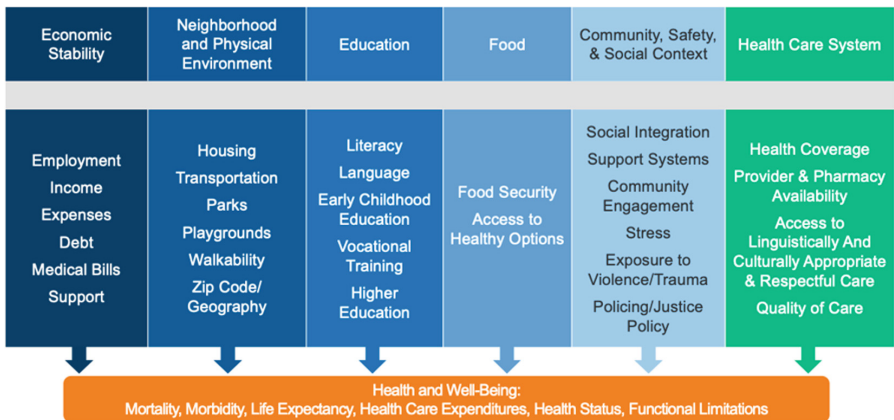 Economic
Stability
Neighborhood
and Physical
Environment
Education
Food
Community, Safety,
& Social Context
Health Care System
Employment
Income
Expenses
Debt
Medical Bills
Support
Housing
Transportation
Parks
Playgrounds
Walkability
Zip Code/
Geography
Literacy
Language
Early Childhood
Education
Vocational
Training
Higher
Education
Food Security
Access to
Healthy Options
Social Integration
Support Systems
Community
Engagement
Stress
Exposure to
Violence/Trauma
Policing/Justice
Policy
Health Coverage
Provider & Pharmacy
Availability
Access to
Linguistically And
Culturally Appropriate
& Respectful Care
Quality of Care
Health and Well-Being:
Mortality, Morbidity, Life Expectancy, Health Care Expenditures, Health Status, Functional Limitations